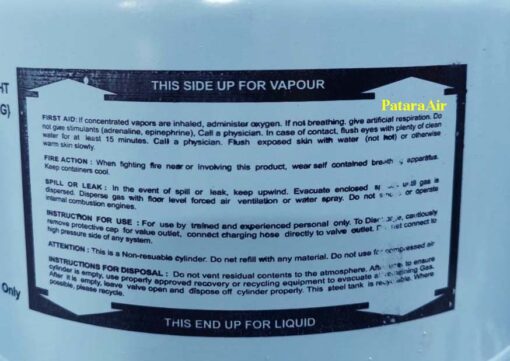 THIS SIDE UP FOR VAPOUR
PataraAir
HT
G)
FIRST AID: If concentrated vapors are inhaled, administer oxygen. If not breathing, give artificial respiration. Do
not give stimulants (adrenaline, epinephrine), Call a physician. In case of contact, flush eyes with plenty of clean
water for at least 15 minutes. Call a physician. Flush exposed skin with water (not hot) or otherwise
warm skin slowly.
FIRE ACTION : When fighting fire near or involving this product, wear self contained apparatus.
Keep containers cool.
SPILL OR LEAK : In the event of spill or leak, keep upwind. Evacuate enclosed until gas is
dispersed. Disperse gas with floor level forced air ventilation or water spray. Do not or operate
internal combustion engines.
INSTRUCTION FOR USE : For use by trained and experienced personal only. To cautiously
remove protective cap for value outlet, connect charging hose directly to valve outlet. connect to
high pressure side of any system.
ATTENTION : This is a Non-resuable cylinder. Do net refill with any material. Do not use for compressed air
INSTRUCTIONS FOR DISPOSAL : Do not vent residual contents to the atmosphere. to ensure
cylinder is empty, use properly approved recovery or recycling equipment to evacuate Gas.
After it is empty, leave valve open and dispose off cylinder properly. This steel tank is Where
possible, please recycle.
Only
THIS END UP FOR LIQUID